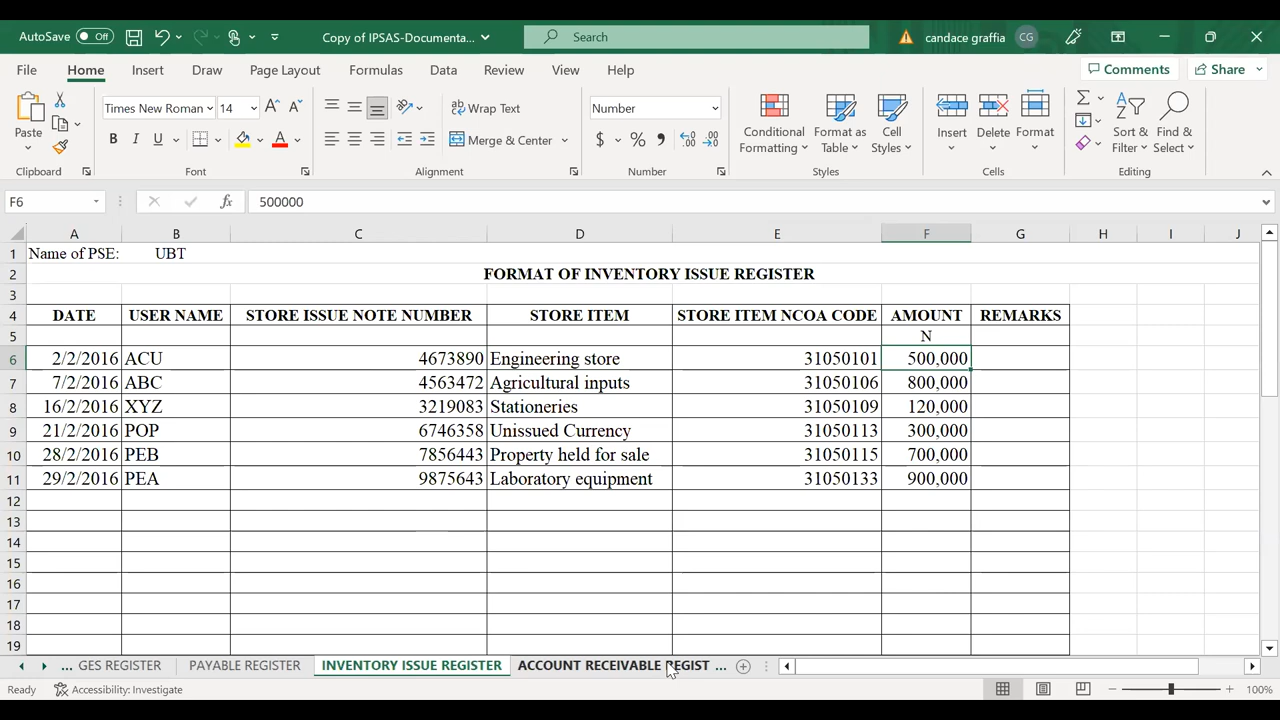 AutoSave Off Copy of IPSAS-Documenta... Search candace graffia CG
File Home Insert Draw Page Layout Formulas Data Review View Help Comments Share
Paste Times New Roman 14 Wrap Text Number Conditional Formatting Format as Table Cell Styles Insert Delete Format Sort & Filter Find & Select
B I U Merge & Center $ % ,
Clipboard Font Alignment Number Styles Cells Editing
F6 fx 500000
A B C D E F G H I J
1 Name of PSE: UBT
2 FORMAT OF INVENTORY ISSUE REGISTER
3
4 DATE USER NAME STORE ISSUE NOTE NUMBER STORE ITEM STORE ITEM NCOA CODE AMOUNT REMARKS
5 N
6 2/2/2016 ACU 4673890 Engineering store 31050101 500,000
7 7/2/2016 ABC 4563472 Agricultural inputs 31050106 800,000
8 16/2/2016 XYZ 3219083 Stationeries 31050109 120,000
9 21/2/2016 POP 6746358 Unissued Currency 31050113 300,000
10 28/2/2016 PEB 7856443 Property held for sale 31050115 700,000
11 29/2/2016 PEA 9875643 Laboratory equipment 31050133 900,000
12
13
14
15
16
17
18
19
... GES REGISTER PAYABLE REGISTER INVENTORY ISSUE REGISTER ACCOUNT RECEIVABLE REGIST ...
Ready Accessibility: Investigate 100%